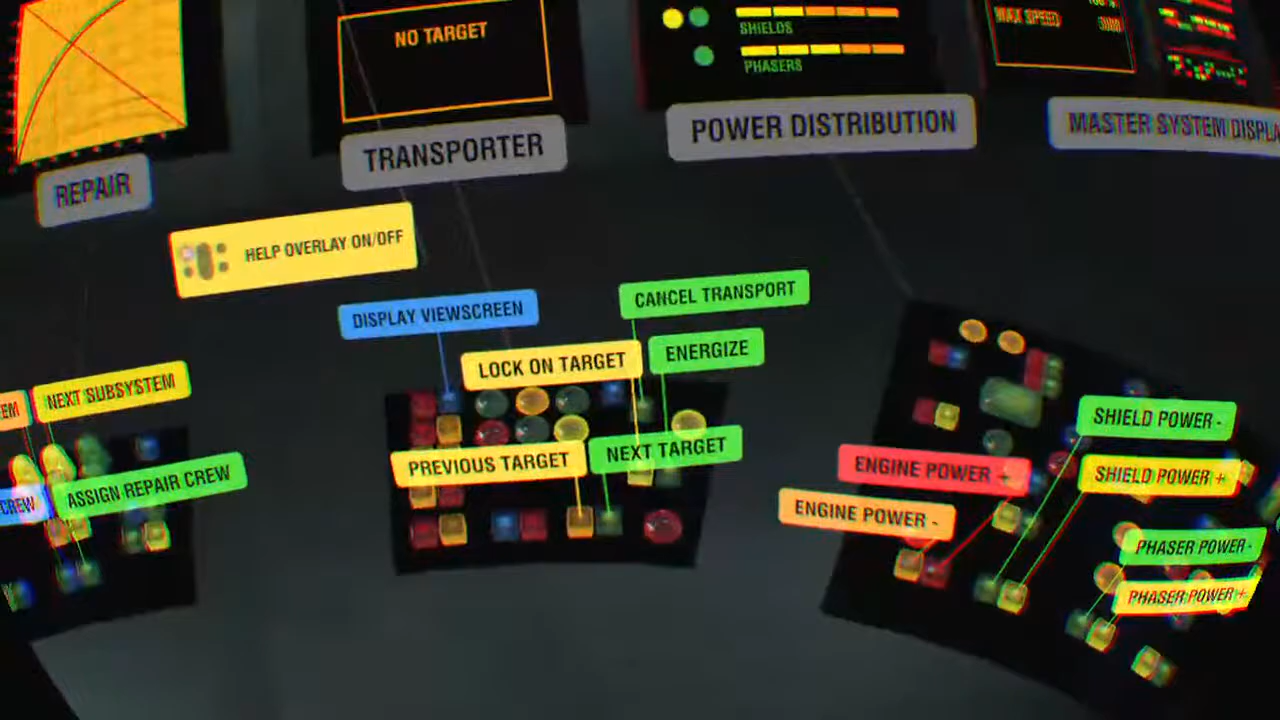 NO TARGET
SHIELDS
PHASERS
MAX SPEED
POWER DISTRIBUTION
MASTER SYSTEM DISPLA
TRANSPORTER
REPAIR
HELP OVERLAY ON/OFF
DISPLAY VIEWSCREEN
CANCEL TRANSPORT
LOCK ON TARGET
ENERGIZE
NEXT SUBSYSTEM
PREVIOUS TARGET
NEXT TARGET
ASSIGN REPAIR CREW
CREW
SHIELD POWER -
ENGINE POWER +
SHIELD POWER +
ENGINE POWER -
PHASER POWER -
PHASER POWER +